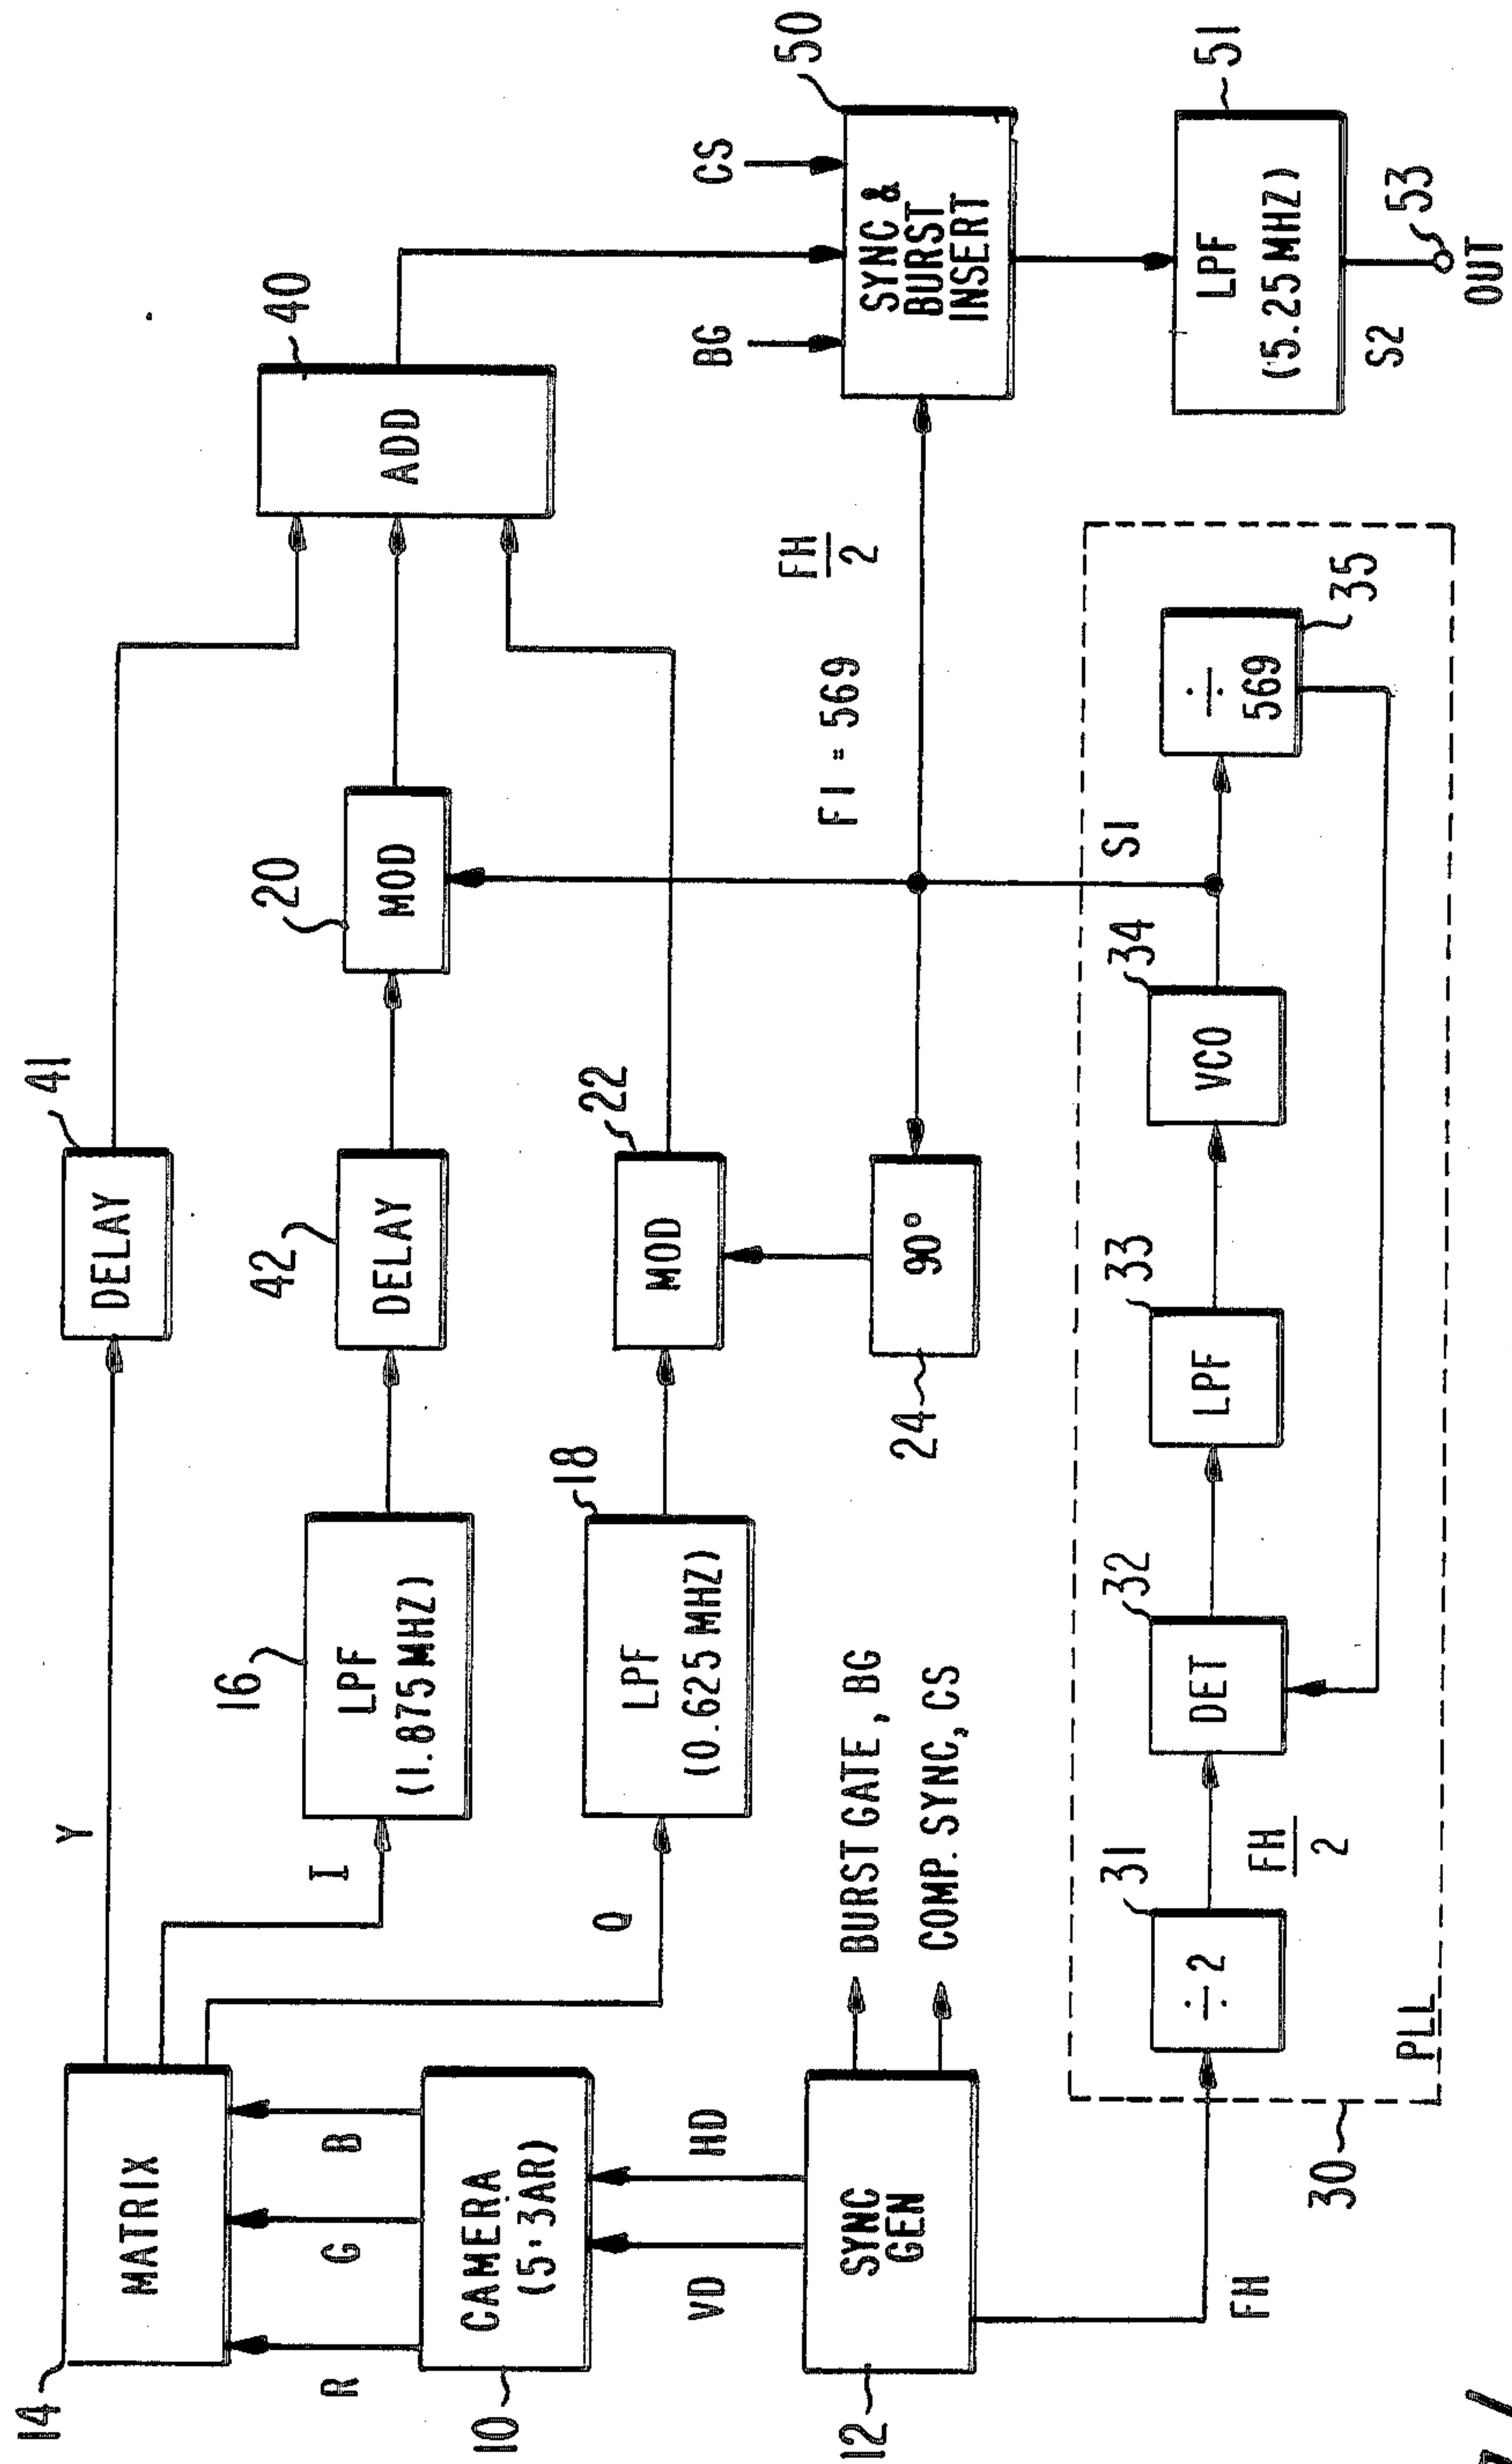 14
MATRIX
Y
41
DELAY
R
G
B
I
Q
16
LPF
(1.875 MHZ)
42
DELAY
20
MOD
40
ADD
10
CAMERA
(5:3AR)
18
LPF
(0.625 MHZ)
22
MOD
VD
HD
BG
CS
12
SYNC
GEN
BURST GATE, BG
COMP. SYNC, CS
24
90°
F1 = 569
FH
2
50
SYNC &
BURST
INSERT
FH
30
PLL
31
÷2
FH
2
32
DET
33
LPF
34
VCO
S1
35
÷
569
51
LPF
(5.25 MHZ)
S2
53
OUT